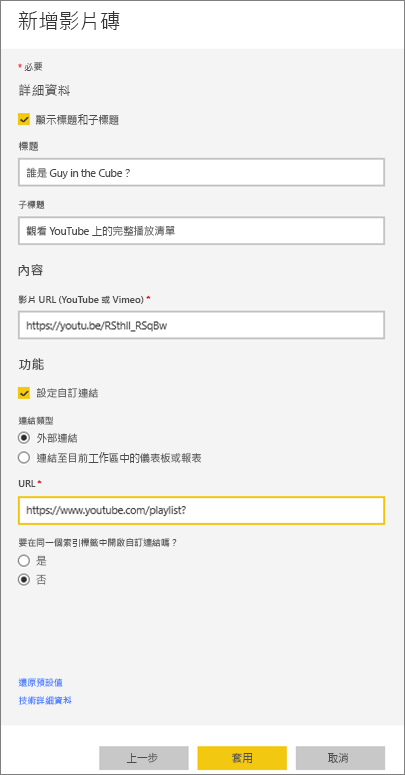 新增影片磚
* 必要
詳細資料
顯示標題和子標題
標題
誰是 Guy in the Cube？
子標題
觀看 YouTube 上的完整播放清單
內容
影片 URL (YouTube 或 Vimeo) *
https://youtu.be/RSthlI_RSqBw
功能
設定自訂連結
連結類型
外部連結
連結至目前工作區中的儀表板或報表
URL *
https://www.youtube.com/playlist?
要在同一個索引標籤中開啟自訂連結嗎？
是
否
還原預設值
技術詳細資料
上一步
套用
取消